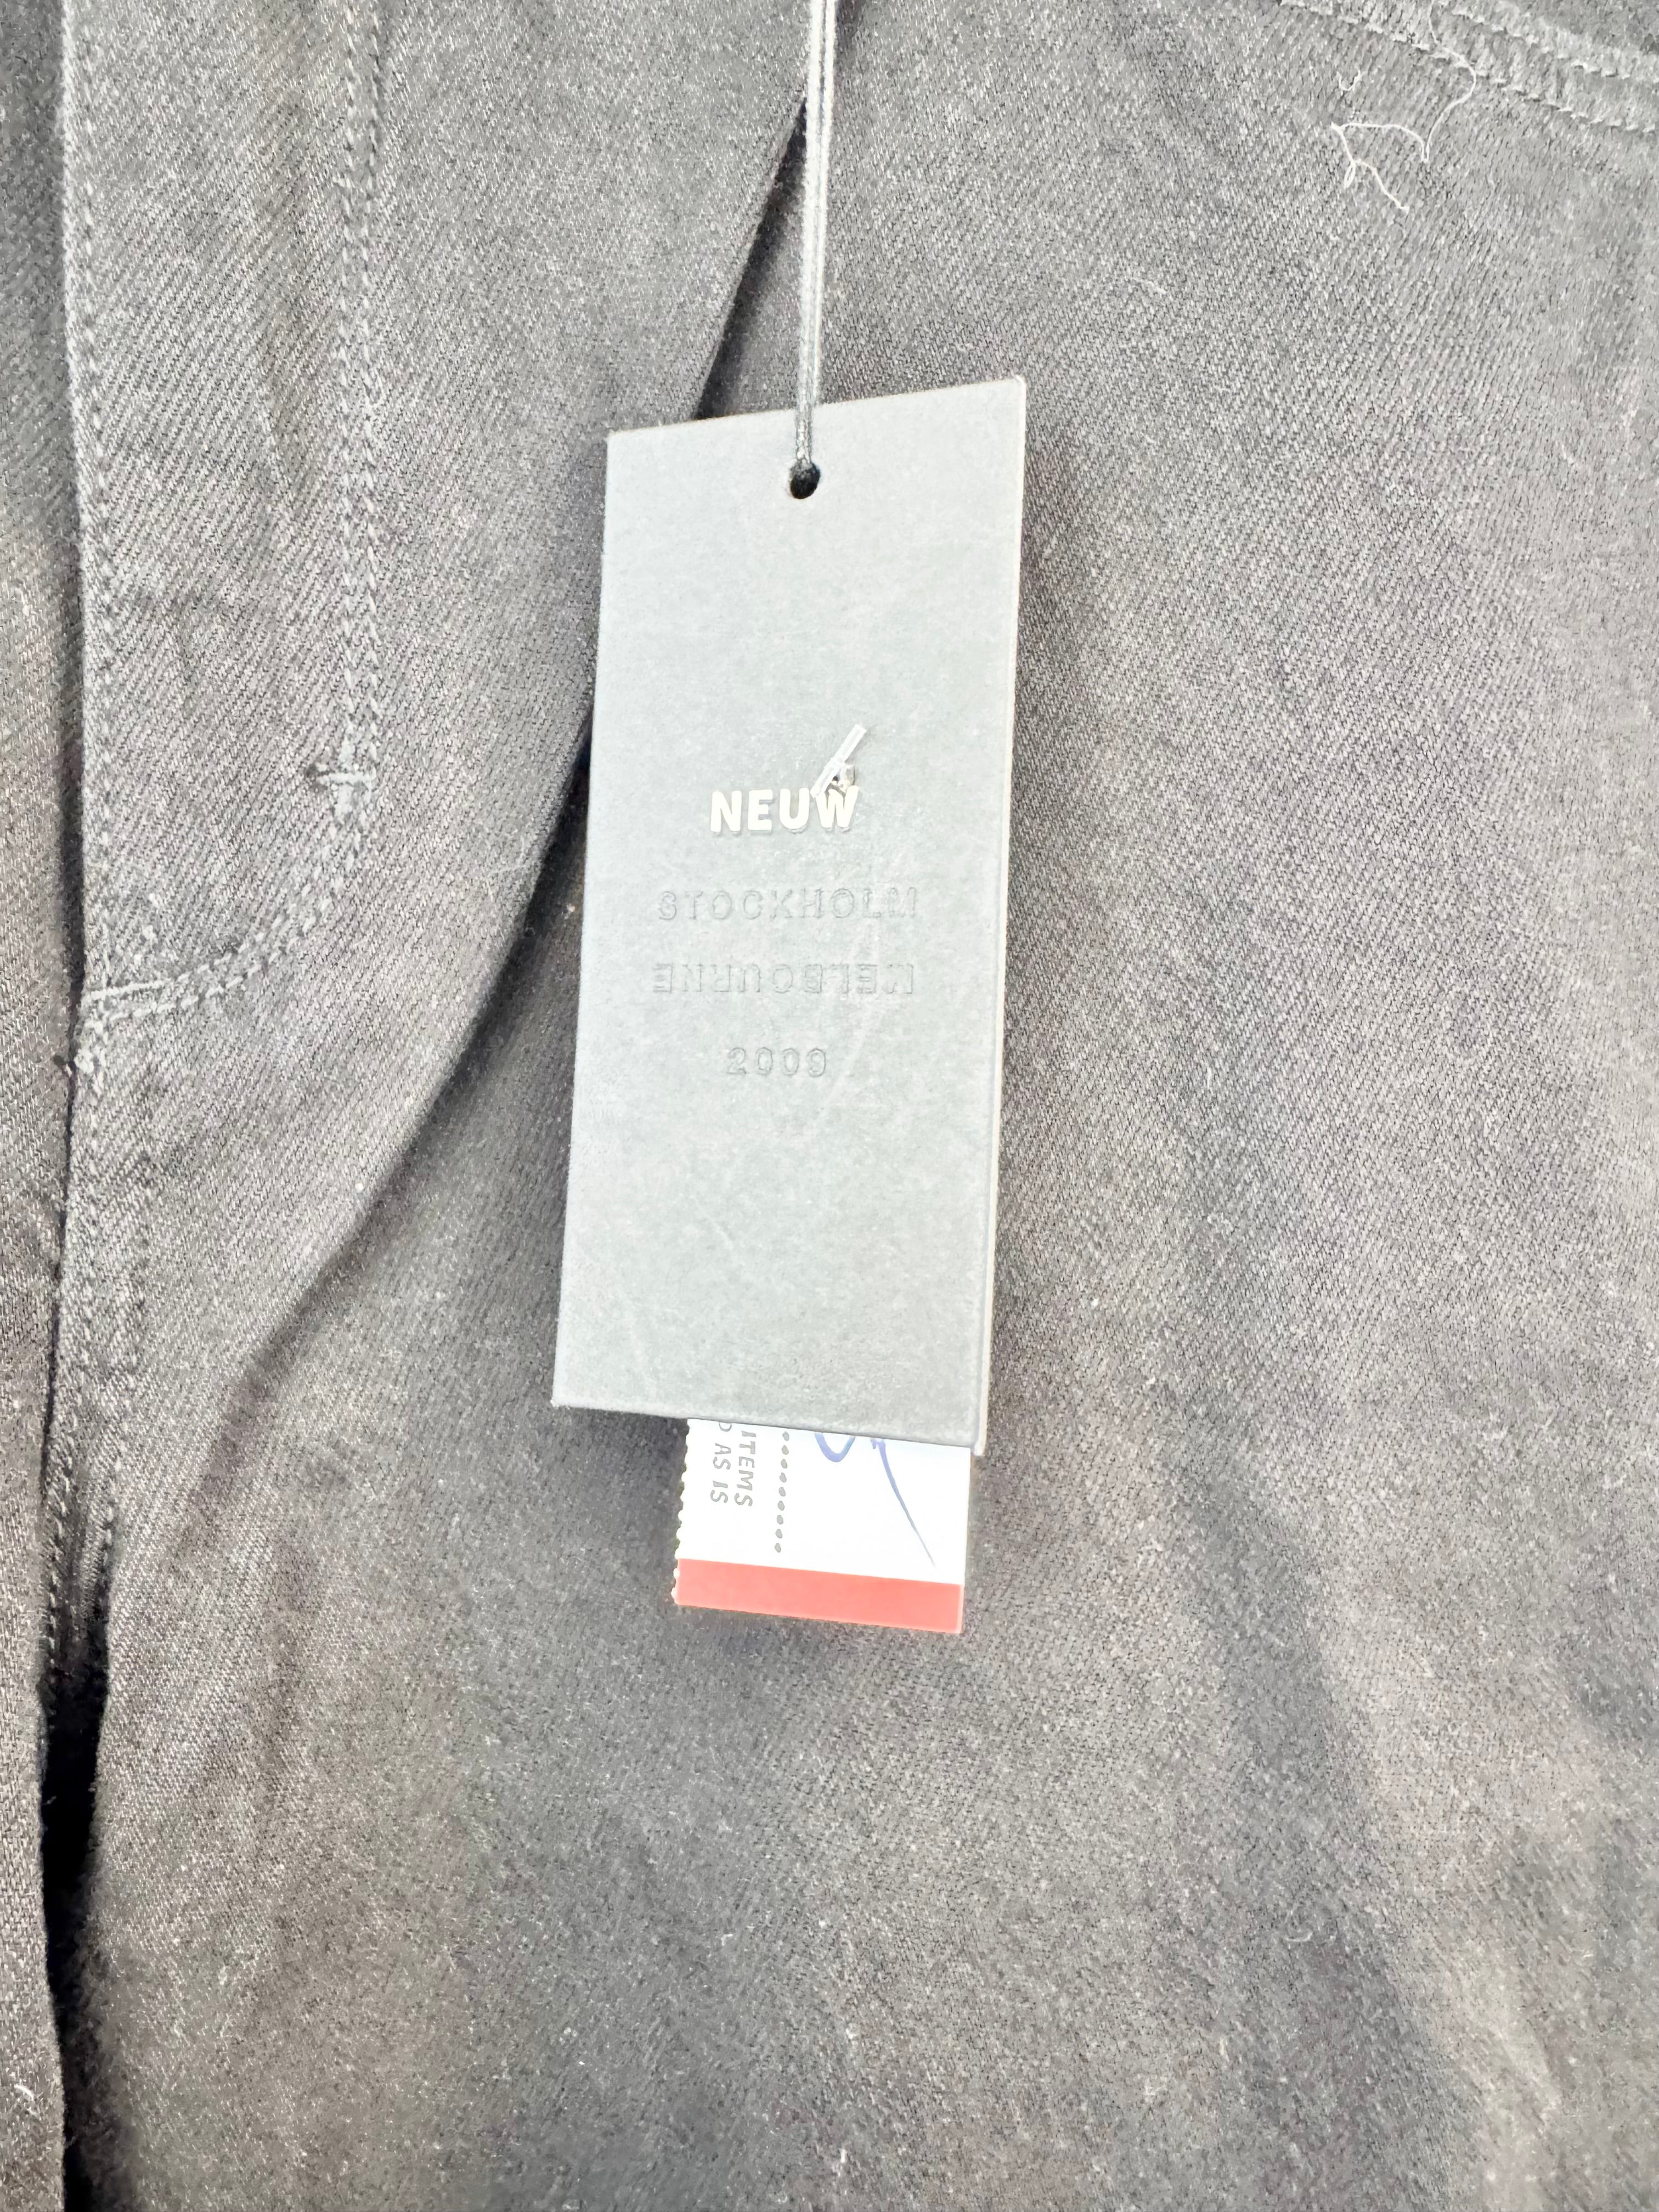 NEUW
STOCKHOLM
MELBOURNE
2009
ITEMS
AS IS